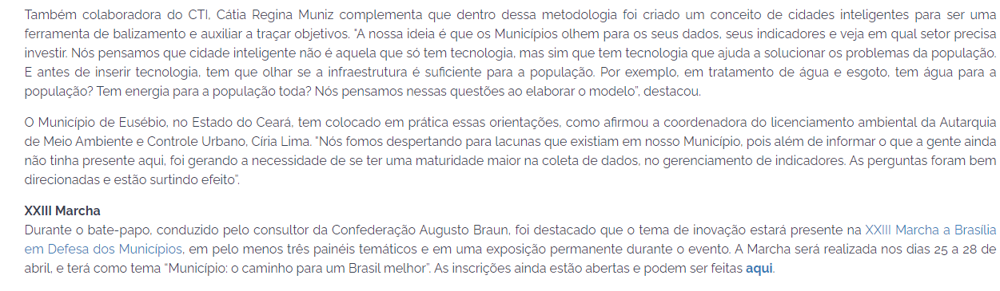 Também colaboradora do CTI, Cátia Regina Muniz complementa que dentro dessa metodologia foi criado um conceito de cidades inteligentes para ser uma
ferramenta de balizamento e auxiliar a traçar objetivos. "A nossa ideia é que os Municípios olhem para os seus dados, seus indicadores e veja em qual setor precisa
investir. Nós pensamos que cidade inteligente não é aquela que só tem tecnologia, mas sim que tem tecnologia que ajuda a solucionar os problemas da população.
E antes de inserir tecnologia, tem que olhar se a infraestrutura é suficiente para a população. Por exemplo, em tratamento de água e esgoto, tem água para a
população? Tem energia para a população toda? Nós pensamos nessas questões ao elaborar o modelo”, destacou.
O Município de Eusébio, no Estado do Ceará, tem colocado em prática essas orientações, como afirmou a coordenadora do licenciamento ambiental da Autarquia
de Meio Ambiente e Controle Urbano, Círia Lima. "Nós fomos despertando para lacunas que existiam em nosso Município, pois além de informar o que a gente ainda
não tinha presente aqui, foi gerando a necessidade de se ter uma maturidade maior na coleta de dados, no gerenciamento de indicadores. As perguntas foram bem
direcionadas e estão surtindo efeito”.
XXIII Marcha
Durante o bate-papo, conduzido pelo consultor da Confederação Augusto Braun, foi destacado que o tema de inovação estará presente na XXIII Marcha a Brasília
em Defesa dos Municípios, em pelo menos três painéis temáticos e em uma exposição permanente durante o evento. A Marcha será realizada nos dias 25 a 28 de
abril, e terá como tema “Município: o caminho para um Brasil melhor”. As inscrições ainda estão abertas e podem ser feitas aqui.